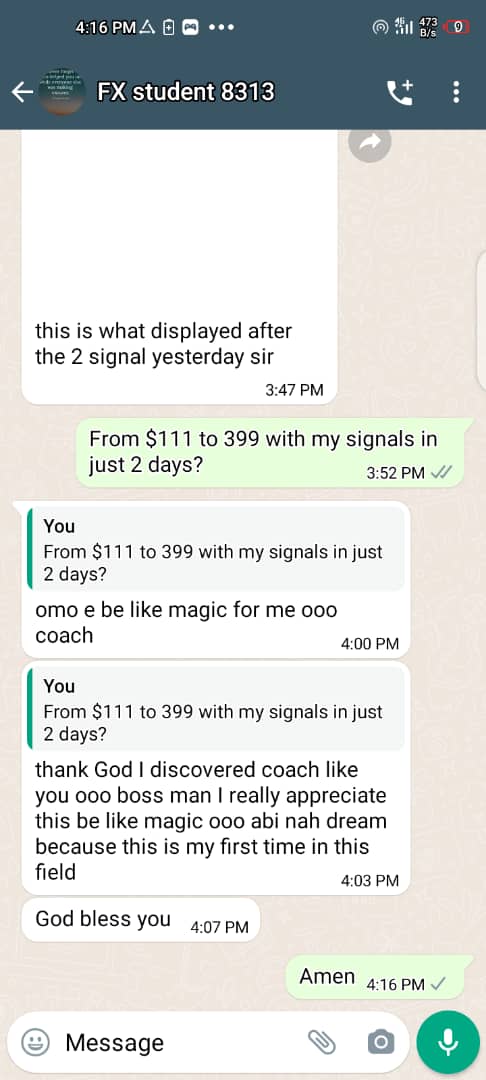 4:16 PM
473
B/s
9
FX student 8313
this is what displayed after
the 2 signal yesterday sir
3:47 PM
From $111 to 399 with my signals in
just 2 days?
3:52 PM
You
From $111 to 399 with my signals in just
2 days?
omo e be like magic for me ooo
coach
4:00 PM
You
From $111 to 399 with my signals in just
2 days?
thank God I discovered coach like
you ooo boss man I really appreciate
this be like magic ooo abi nah dream
because this is my first time in this
field
4:03 PM
God bless you
4:07 PM
Amen
4:16 PM
Message